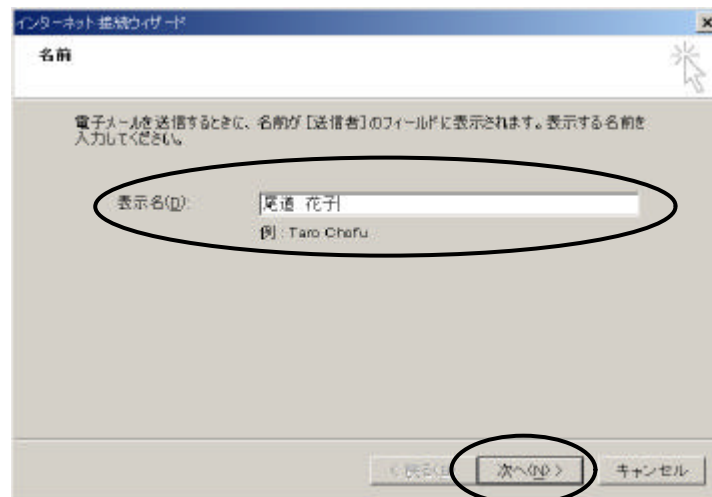 インターネット接続ウィザード
名前
電子メールを送信するときに、名前が [送信者] のフィールドに表示されます。表示する名前を
入力してください。
表示名(D): 尾道 花子
例 : Taro Chofu
< 戻る(B) 次へ(N) > キャンセル